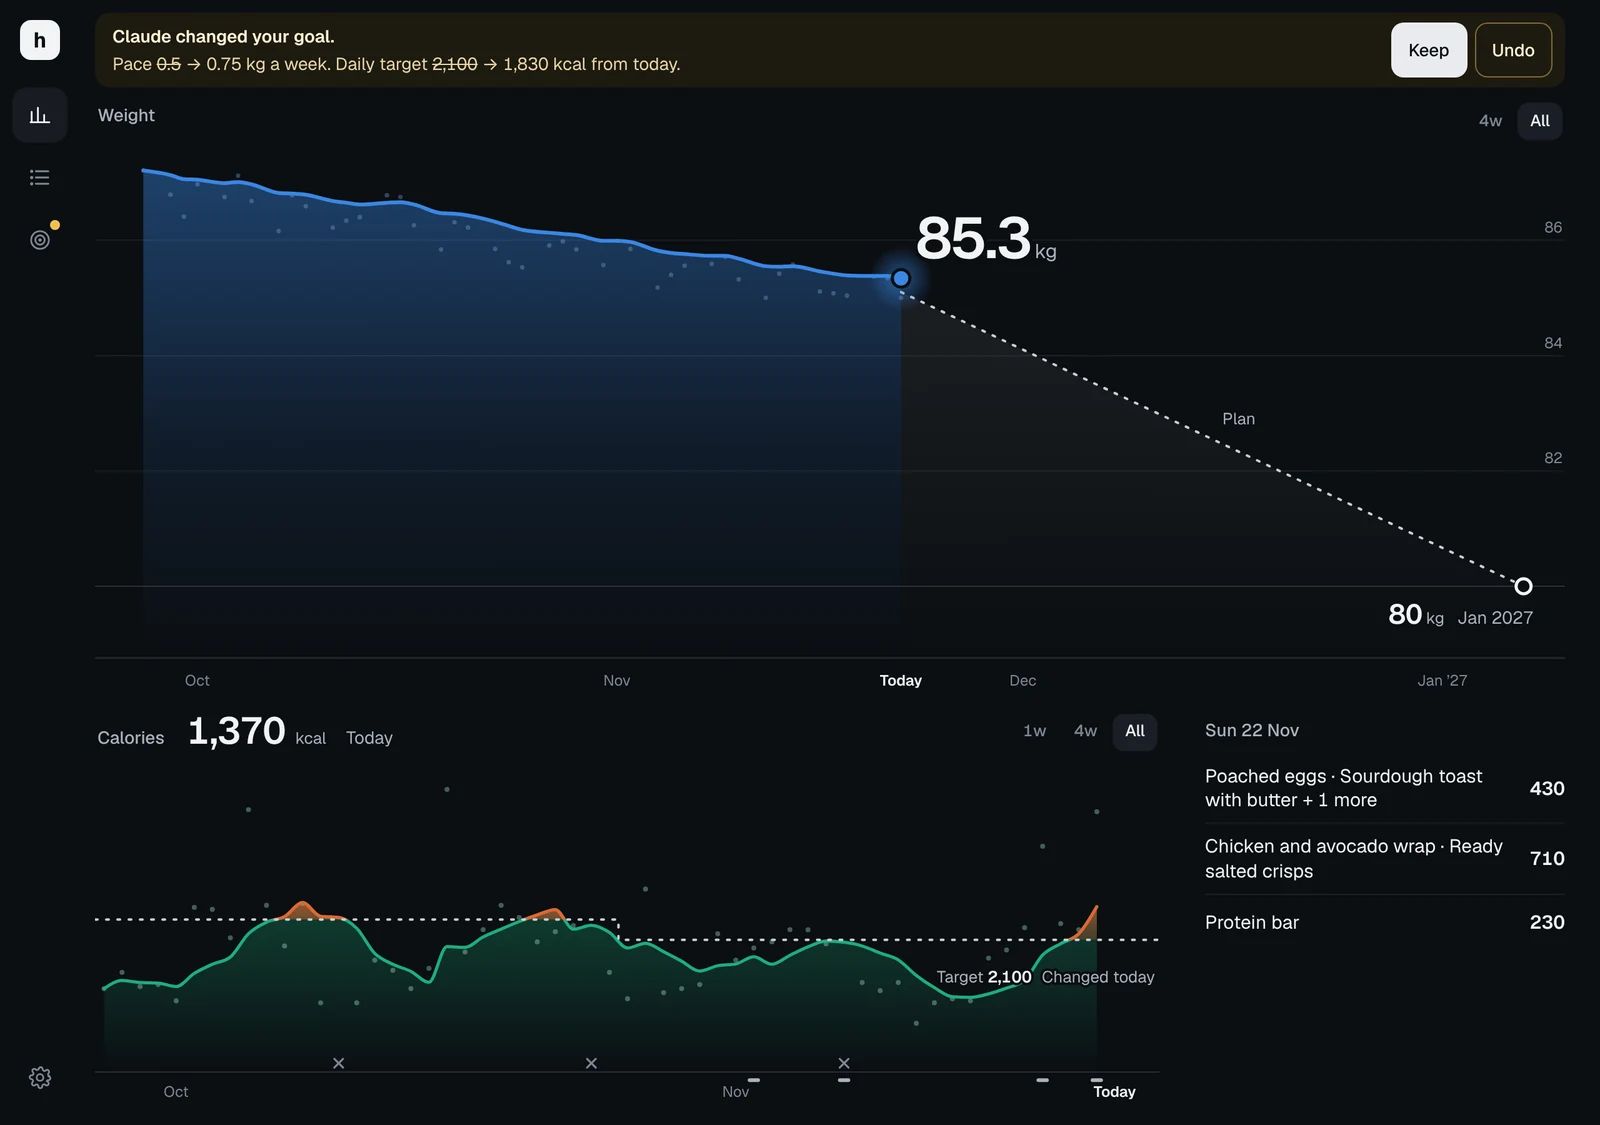 h
Claude changed your goal.
Pace 0.5 → 0.75 kg a week. Daily target 2,100 → 1,830 kcal from today.
Keep
Undo
Weight
4w
All
85.3 kg
86
84
Plan
82
80 kg Jan 2027
Oct
Nov
Today
Dec
Jan ’27
Calories 1,370 kcal Today
1w
4w
All
Target 2,100 Changed today
Oct
Nov
Today
Sun 22 Nov
Poached eggs · Sourdough toast
with butter + 1 more
430
Chicken and avocado wrap · Ready
salted crisps
710
Protein bar
230